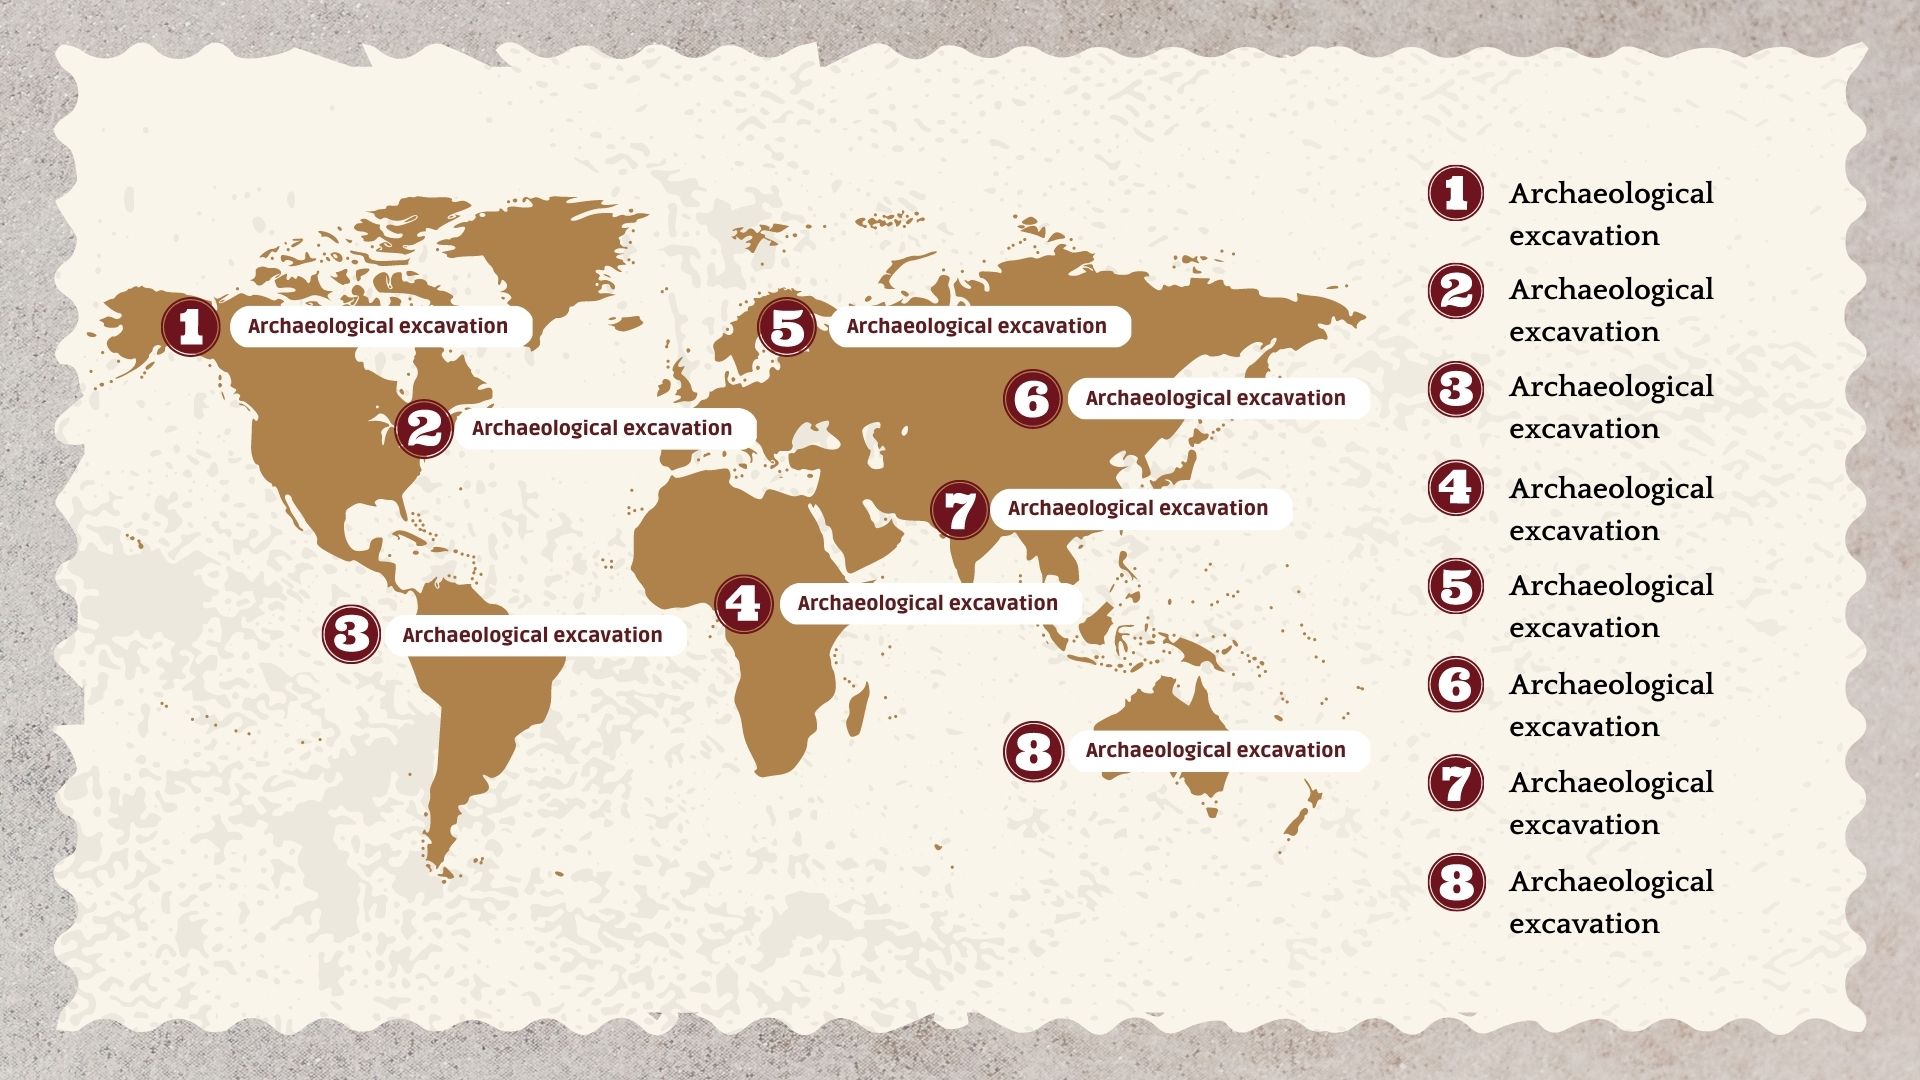 1 Archaeological excavation
5 Archaeological excavation
6 Archaeological excavation
2 Archaeological excavation
7 Archaeological excavation
4 Archaeological excavation
3 Archaeological excavation
8 Archaeological excavation
1 Archaeological
excavation
2 Archaeological
excavation
3 Archaeological
excavation
4 Archaeological
excavation
5 Archaeological
excavation
6 Archaeological
excavation
7 Archaeological
excavation
8 Archaeological
excavation